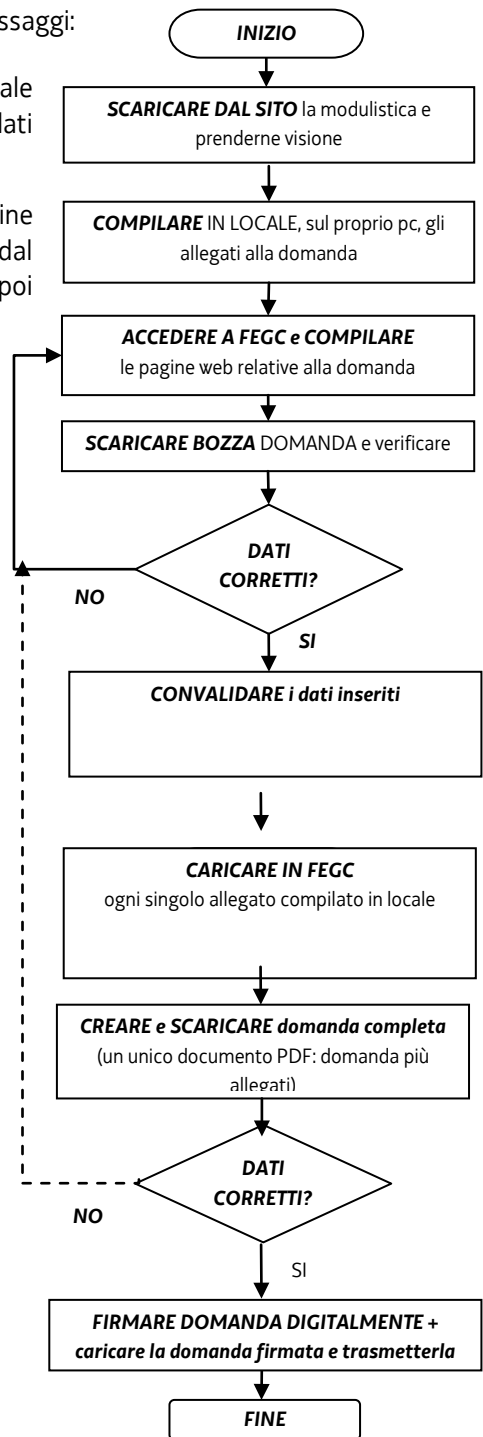 ssaggi:
ale
lati
ine
dal
poi
INIZIO
SCARICARE DAL SITO la modulistica e
prenderne visione
COMPILARE IN LOCALE, sul proprio pc, gli
allegati alla domanda
ACCEDERE A FEGC e COMPILARE
le pagine web relative alla domanda
SCARICARE BOZZA DOMANDA e verificare
DATI
CORRETTI?
NO
SI
CONVALIDARE i dati inseriti
CARICARE IN FEGC
ogni singolo allegato compilato in locale
CREARE e SCARICARE domanda completa
(un unico documento PDF: domanda più
allegati)
DATI
CORRETTI?
NO
SI
FIRMARE DOMANDA DIGITALMENTE +
caricare la domanda firmata e trasmetterla
FINE